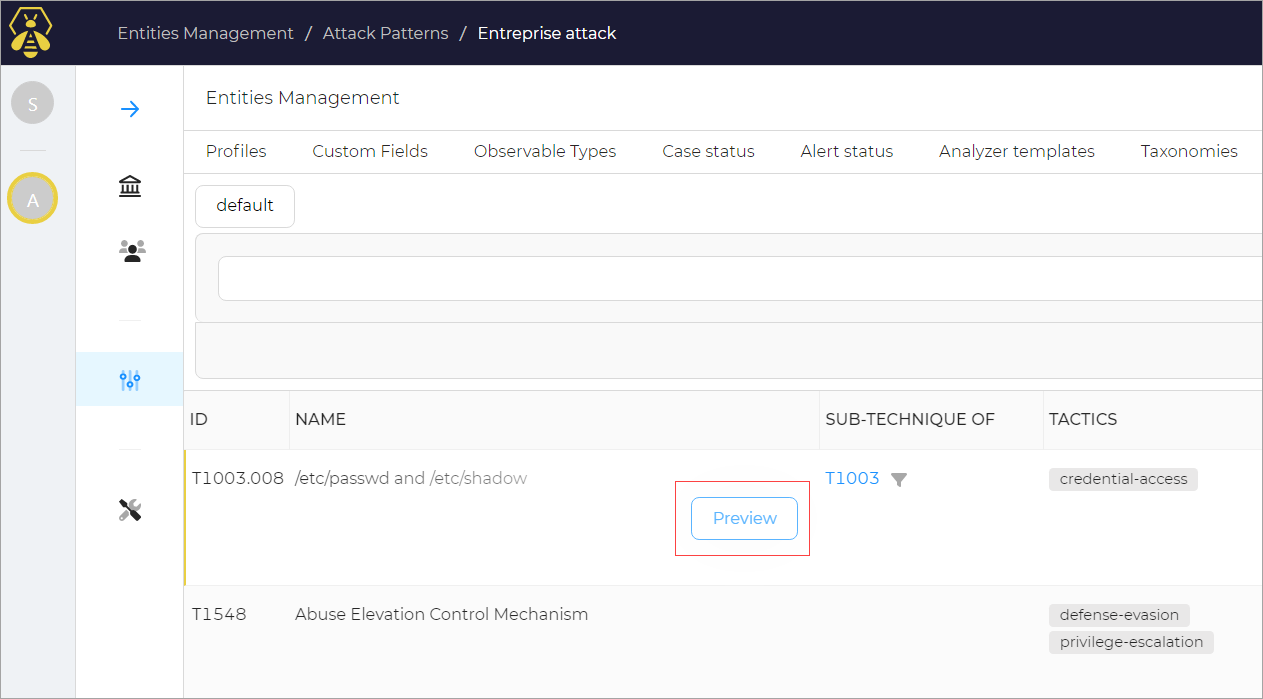 Entities Management / Attack Patterns / Entreprise attack
S
A
Entities Management
Profiles Custom Fields Observable Types Case status Alert status Analyzer templates Taxonomies
default
ID NAME SUB-TECHNIQUE OF TACTICS
T1003.008 /etc/passwd and /etc/shadow T1003 credential-access
Preview
T1548 Abuse Elevation Control Mechanism defense-evasion
privilege-escalation